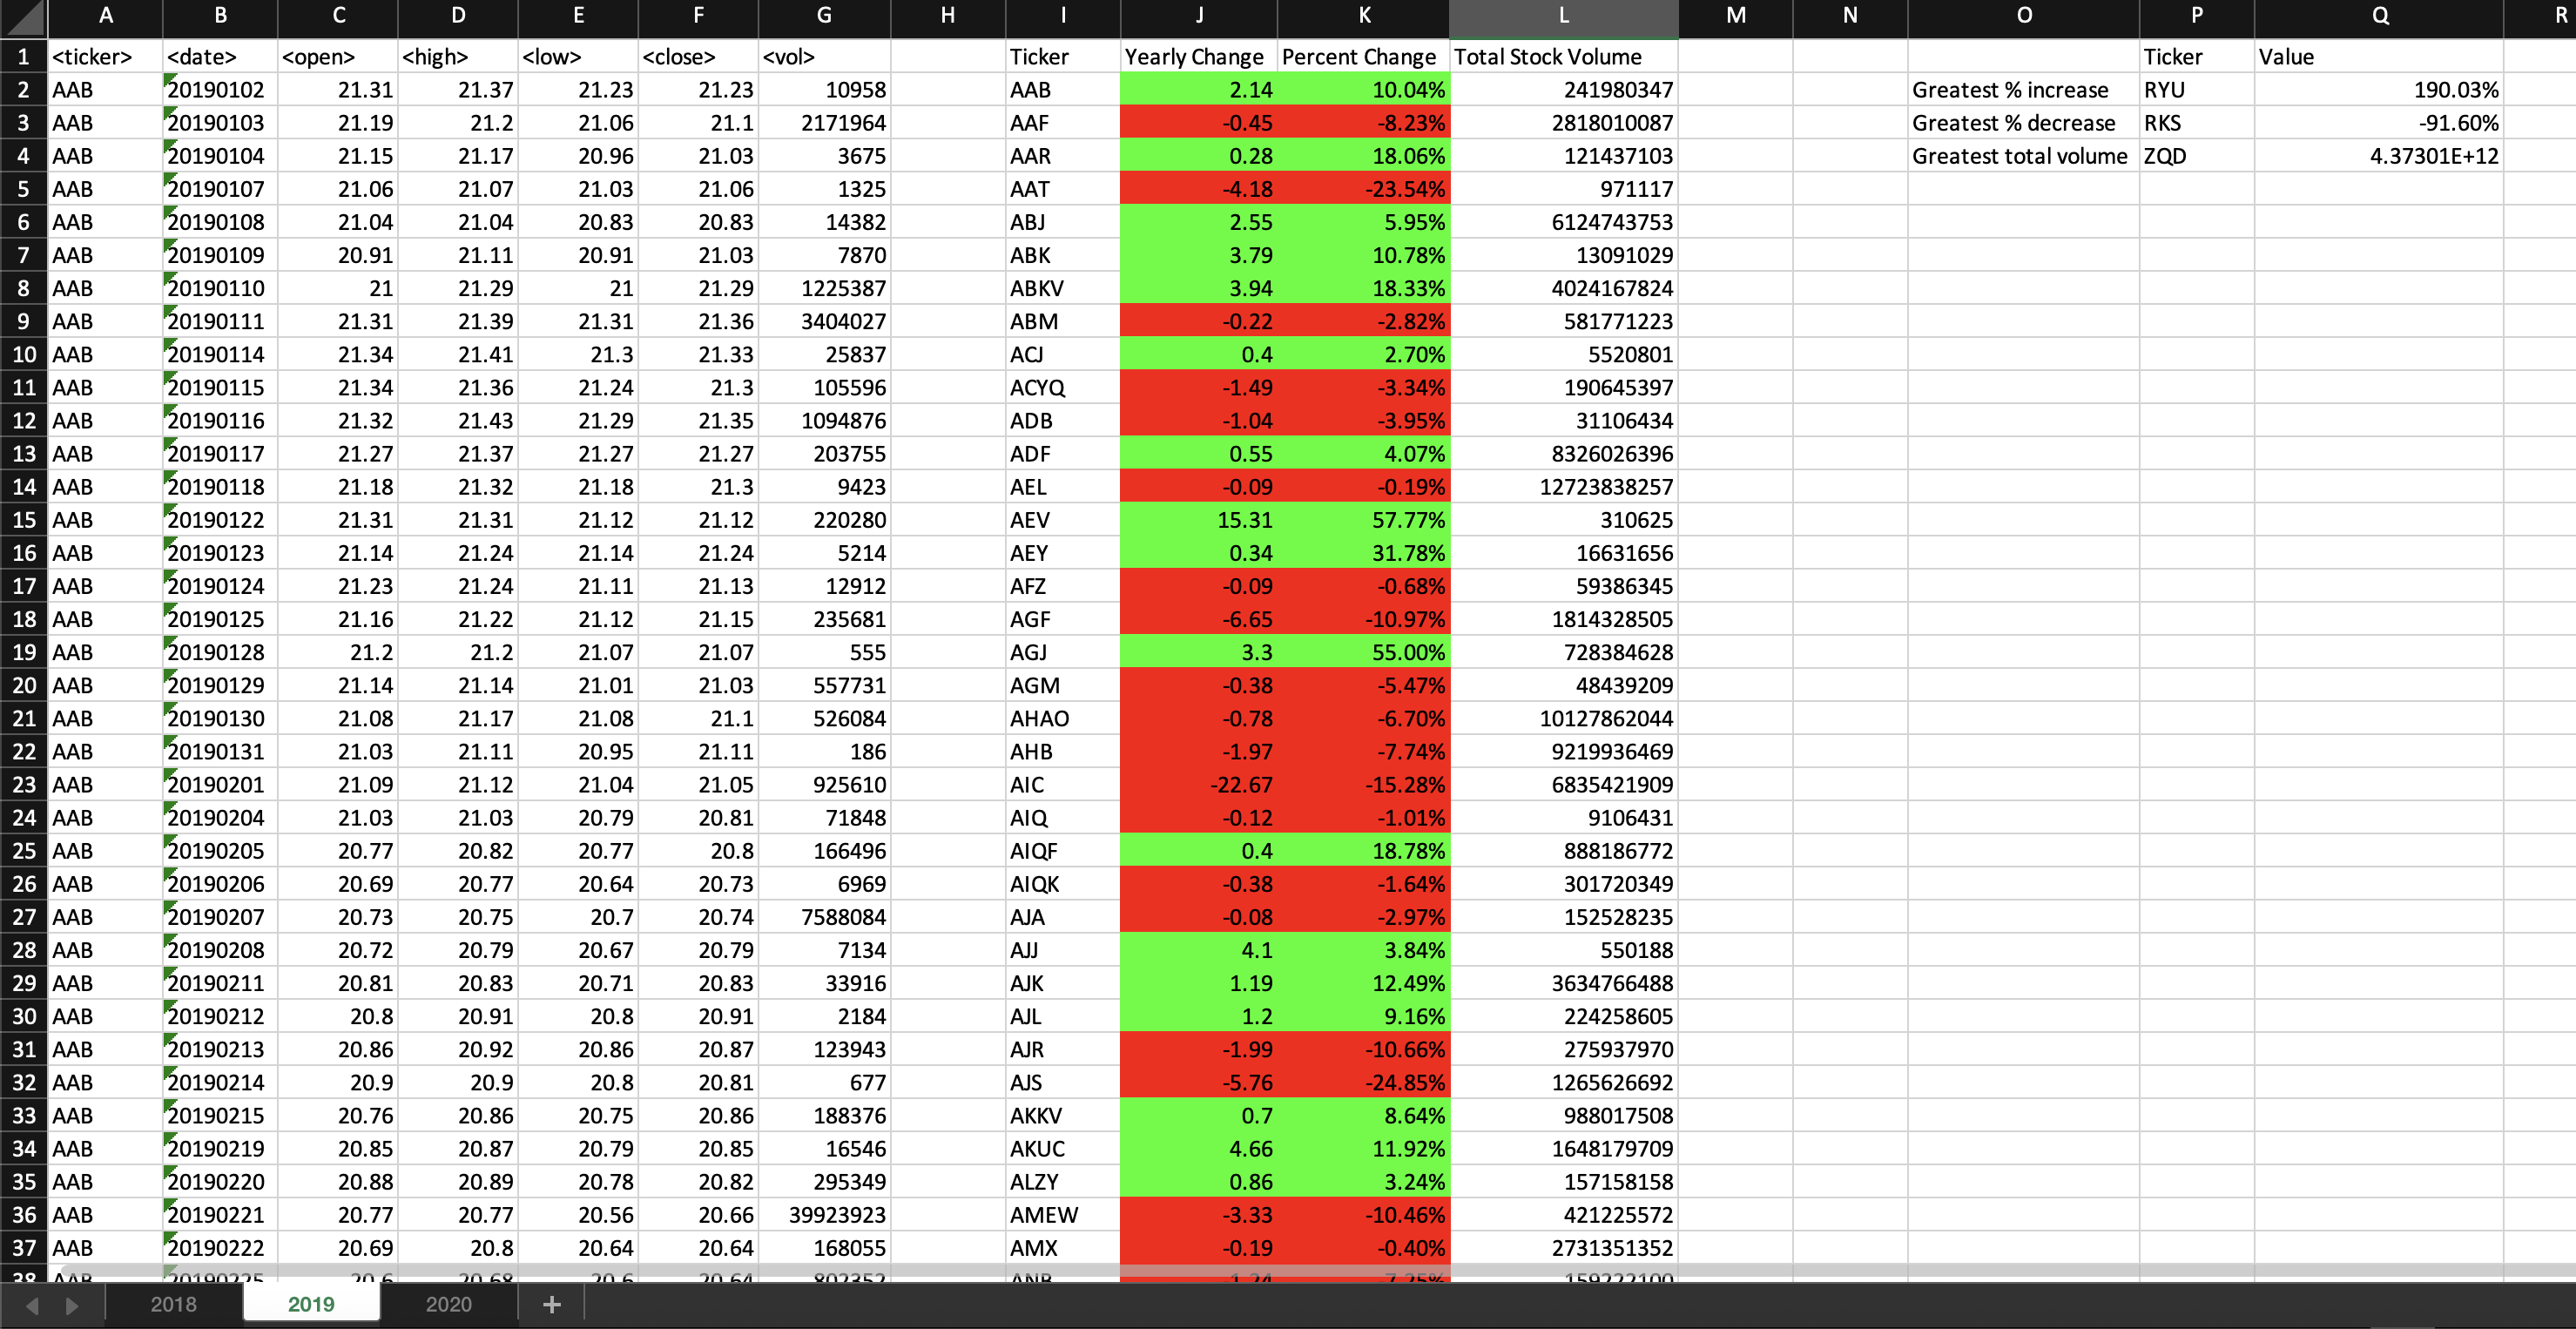 A B C D E F G H I J K L M N O P Q R
1 <ticker> <date> <open> <high> <low> <close> <vol> Ticker Yearly Change Percent Change Total Stock Volume Ticker Value
2 AAB 20190102 21.31 21.37 21.23 21.23 10958 AAB 2.14 10.04% 241980347 Greatest % increase RYU 190.03%
3 AAB 20190103 21.19 21.2 21.06 21.1 2171964 AAF -0.45 -8.23% 2818010087 Greatest % decrease RKS -91.60%
4 AAB 20190104 21.15 21.17 20.96 21.03 3675 AAR 0.28 18.06% 121437103 Greatest total volume ZQD 4.37301E+12
5 AAB 20190107 21.06 21.07 21.03 21.06 1325 AAT -4.18 -23.54% 971117
6 AAB 20190108 21.04 21.04 20.83 20.83 14382 ABJ 2.55 5.95% 6124743753
7 AAB 20190109 20.91 21.11 20.91 21.03 7870 ABK 3.79 10.78% 13091029
8 AAB 20190110 21 21.29 21 21.29 1225387 ABKV 3.94 18.33% 4024167824
9 AAB 20190111 21.31 21.39 21.31 21.36 3404027 ABM -0.22 -2.82% 581771223
10 AAB 20190114 21.34 21.41 21.3 21.33 25837 ACJ 0.4 2.70% 5520801
11 AAB 20190115 21.34 21.36 21.24 21.3 105596 ACYQ -1.49 -3.34% 190645397
12 AAB 20190116 21.32 21.43 21.29 21.35 1094876 ADB -1.04 -3.95% 31106434
13 AAB 20190117 21.27 21.37 21.27 21.27 203755 ADF 0.55 4.07% 8326026396
14 AAB 20190118 21.18 21.32 21.18 21.3 9423 AEL -0.09 -0.19% 12723838257
15 AAB 20190122 21.31 21.31 21.12 21.12 220280 AEV 15.31 57.77% 310625
16 AAB 20190123 21.14 21.24 21.14 21.24 5214 AEY 0.34 31.78% 16631656
17 AAB 20190124 21.23 21.24 21.11 21.13 12912 AFZ -0.09 -0.68% 59386345
18 AAB 20190125 21.16 21.22 21.12 21.15 235681 AGF -6.65 -10.97% 1814328505
19 AAB 20190128 21.2 21.2 21.07 21.07 555 AGJ 3.3 55.00% 728384628
20 AAB 20190129 21.14 21.14 21.01 21.03 557731 AGM -0.38 -5.47% 48439209
21 AAB 20190130 21.08 21.17 21.08 21.1 526084 AHAO -0.78 -6.70% 10127862044
22 AAB 20190131 21.03 21.11 20.95 21.11 186 AHB -1.97 -7.74% 9219936469
23 AAB 20190201 21.09 21.12 21.04 21.05 925610 AIC -22.67 -15.28% 6835421909
24 AAB 20190204 21.03 21.03 20.79 20.81 71848 AIQ -0.12 -1.01% 9106431
25 AAB 20190205 20.77 20.82 20.77 20.8 166496 AIQF 0.4 18.78% 888186772
26 AAB 20190206 20.69 20.77 20.64 20.73 6969 AIQK -0.38 -1.64% 301720349
27 AAB 20190207 20.73 20.75 20.7 20.74 7588084 AJA -0.08 -2.97% 152528235
28 AAB 20190208 20.72 20.79 20.67 20.79 7134 AJJ 4.1 3.84% 550188
29 AAB 20190211 20.81 20.83 20.71 20.83 33916 AJK 1.19 12.49% 3634766488
30 AAB 20190212 20.8 20.91 20.8 20.91 2184 AJL 1.2 9.16% 224258605
31 AAB 20190213 20.86 20.92 20.86 20.87 123943 AJR -1.99 -10.66% 275937970
32 AAB 20190214 20.9 20.9 20.8 20.81 677 AJS -5.76 -24.85% 1265626692
33 AAB 20190215 20.76 20.86 20.75 20.86 188376 AKKV 0.7 8.64% 988017508
34 AAB 20190219 20.85 20.87 20.79 20.85 16546 AKUC 4.66 11.92% 1648179709
35 AAB 20190220 20.88 20.89 20.78 20.82 295349 ALZY 0.86 3.24% 157158158
36 AAB 20190221 20.77 20.77 20.56 20.66 39923923 AMEW -3.33 -10.46% 421225572
37 AAB 20190222 20.69 20.8 20.64 20.64 168055 AMX -0.19 -0.40% 2731351352
38 AAB 20190225 20.6 20.68 20.6 20.64
2018 2019 2020 +